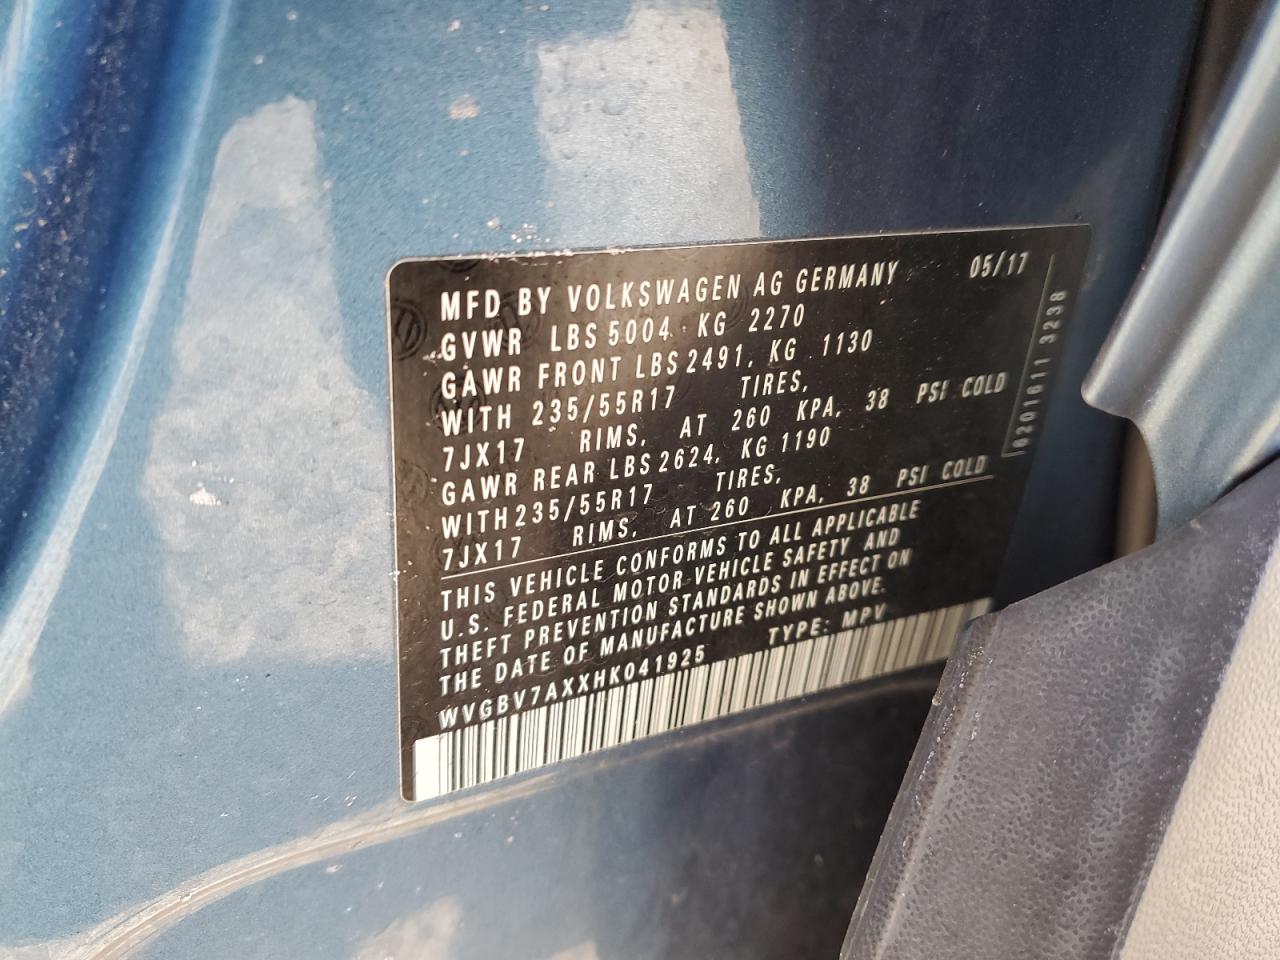 MFD BY VOLKSWAGEN AG GERMANY 05/17
GVWR LBS 5004 KG 2270
GAWR FRONT LBS 2491, KG 1130
WITH 235/55R17 TIRES,
7JX17 RIMS, AT 260 KPA, 38 PSI COLD
GAWR REAR LBS 2624, KG 1190
WITH 235/55R17 TIRES,
7JX17 RIMS, AT 260 KPA, 38 PSI COLD
THIS VEHICLE CONFORMS TO ALL APPLICABLE
U.S. FEDERAL MOTOR VEHICLE SAFETY AND
THEFT PREVENTION STANDARDS IN EFFECT ON
THE DATE OF MANUFACTURE SHOWN ABOVE.
WVGBV7AXXHK041925 TYPE: MPV
6201611 3238